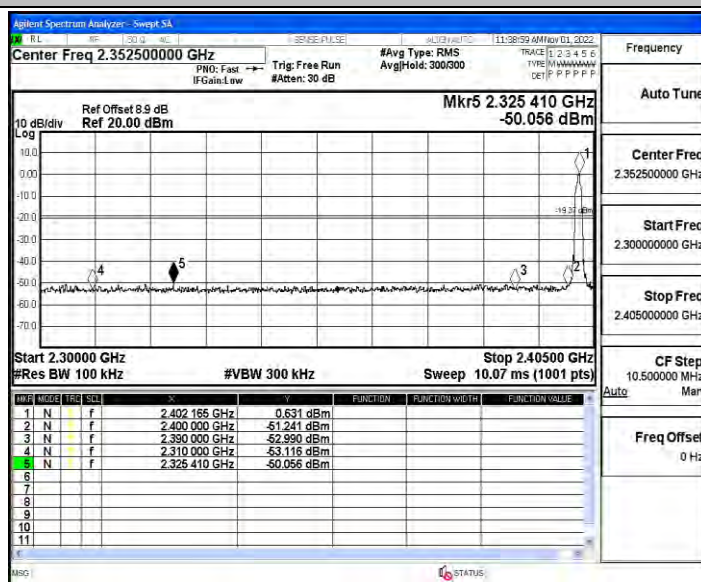 Agilent Spectrum Analyzer - Swept SA
RL RF 50 Ω AC SENSE:PULSE ALIGN AUTO 11:38:59 AM Nov 01, 2022
Center Freq 2.352500000 GHz
PNO: Fast
IFGain:Low
Trig: Free Run
#Atten: 30 dB
#Avg Type: RMS
Avg|Hold: 300/300
TRACE 1 2 3 4 5 6
TYPE
DET P P P P P P
Ref Offset 8.9 dB
Ref 20.00 dBm
10 dB/div
Log
Mkr5 2.325 410 GHz
-50.056 dBm
10.0
0.00
-10.0
-20.0
-30.0
-40.0
-50.0
-60.0
-70.0
1
-19.37 dBm
4
5
3
2
Start 2.30000 GHz
Stop 2.40500 GHz
#Res BW 100 kHz
#VBW 300 kHz
Sweep 10.07 ms (1001 pts)
MKR MODE TRC SCL X Y FUNCTION FUNCTION WIDTH FUNCTION VALUE
1 N f 2.402 165 GHz 0.631 dBm
2 N f 2.400 000 GHz -51.241 dBm
3 N f 2.390 000 GHz -52.990 dBm
4 N f 2.310 000 GHz -53.116 dBm
5 N f 2.325 410 GHz -50.056 dBm
6
7
8
9
10
11
MSG
STATUS
Frequency
Auto Tune
Center Freq
2.352500000 GHz
Start Freq
2.300000000 GHz
Stop Freq
2.405000000 GHz
CF Step
10.500000 MHz
Auto Man
Freq Offset
0 Hz